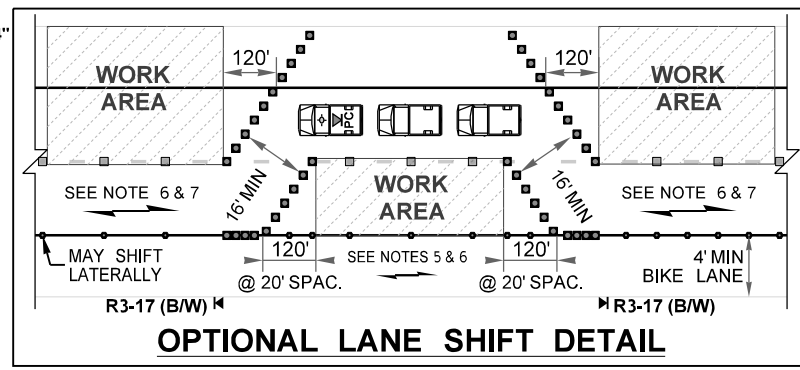 120'
120'
WORK
AREA
WORK
AREA
PC
SEE NOTE 6 & 7
16' MIN
WORK
AREA
16' MIN
SEE NOTE 6 & 7
MAY SHIFT
LATERALLY
120'
@ 20' SPAC.
SEE NOTES 5 & 6
120'
@ 20' SPAC.
4' MIN
BIKE LANE
R3-17 (B/W)
R3-17 (B/W)
OPTIONAL LANE SHIFT DETAIL